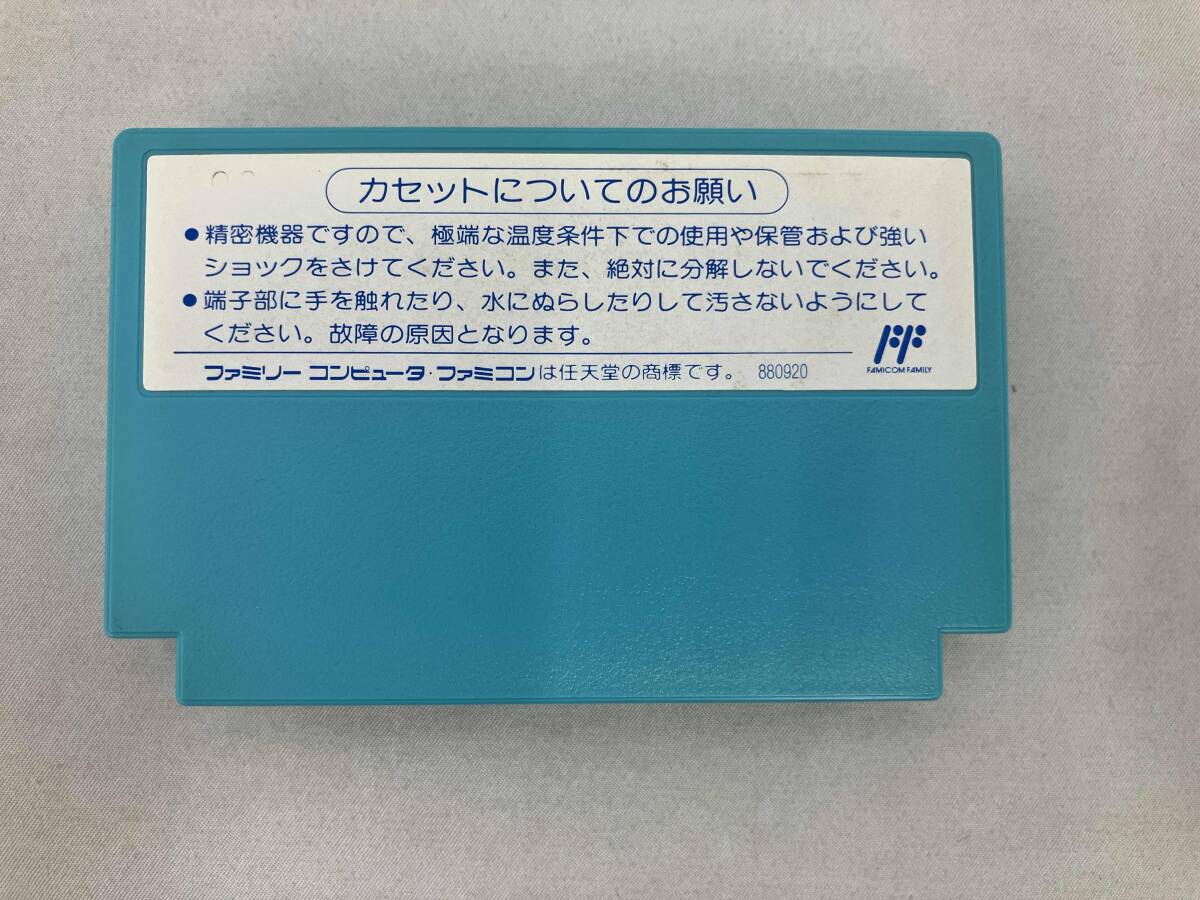 カセットについてのお願い
●精密機器ですので、極端な温度条件下での使用や保管および強い
ショックをさけてください。また、絶対に分解しないでください。
●端子部に手を触れたり、水にぬらしたりして汚さないようにして
ください。故障の原因となります。
ファミリー コンピュータ・ファミコンは任天堂の商標です。 880920
FAMICOM FAMILY